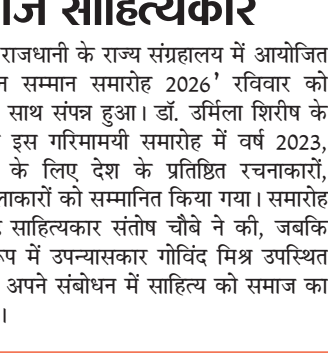 साहित्यकार
राजधानी के राज्य संग्रहालय में आयोजित
सम्मान समारोह 2026’ रविवार को
साथ संपन्न हुआ। डॉ. उर्मिला शिरीष के
इस गरिमामयी समारोह में वर्ष 2023,
के लिए देश के प्रतिष्ठित रचनाकारों,
को सम्मानित किया गया। समारोह
साहित्यकार संतोष चौबे ने की, जबकि
में उपन्यासकार गोविंद मिश्र उपस्थित
अपने संबोधन में साहित्य को समाज का
।